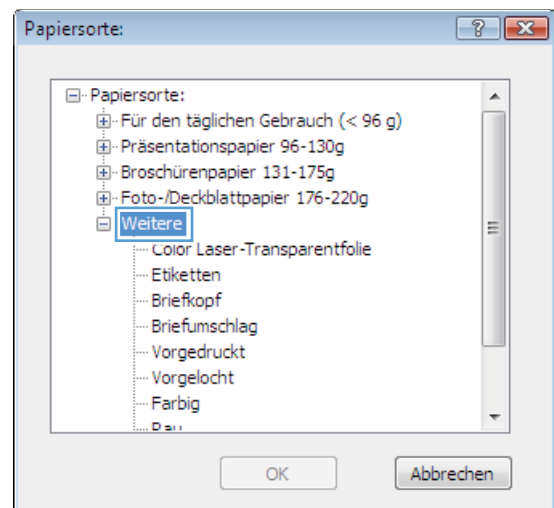 Papiersorte:
?
Papiersorte:
Für den täglichen Gebrauch (< 96 g)
Präsentationspapier 96-130g
Broschürenpapier 131-175g
Foto-/Deckblattpapier 176-220g
Weitere
Color Laser-Transparentfolie
Etiketten
Briefkopf
Briefumschlag
Vorgedruckt
Vorgelocht
Farbig
Rau
OK Abbrechen